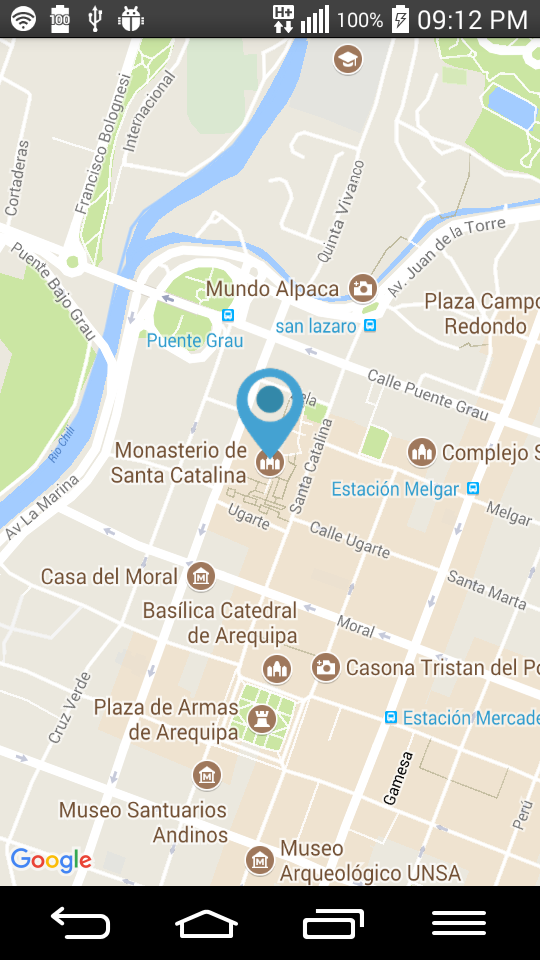 H+
100%
09:12 PM
100
Francisco Bolognesi
Internacional
Cortaderas
Quinta Vivanco
Av. Juan de la Torre
Puente Bajo Grau
Mundo Alpaca
Plaza Campo
Redondo
san lazaro
Puente Grau
Calle Puente Grau
Río Chili
Monasterio de
Santa Catalina
Santa Catalina
Complejo S
Estación Melgar
Melgar
Av La Marina
Ugarte
Calle Ugarte
Casa del Moral
Santa Marta
Basílica Catedral
de Arequipa
Moral
Casona Tristan del Po
Cruz Verde
Plaza de Armas
de Arequipa
Estación Mercade
Gamesa
Museo Santuarios
Andinos
Perú
Museo
Arqueológico UNSA
Google